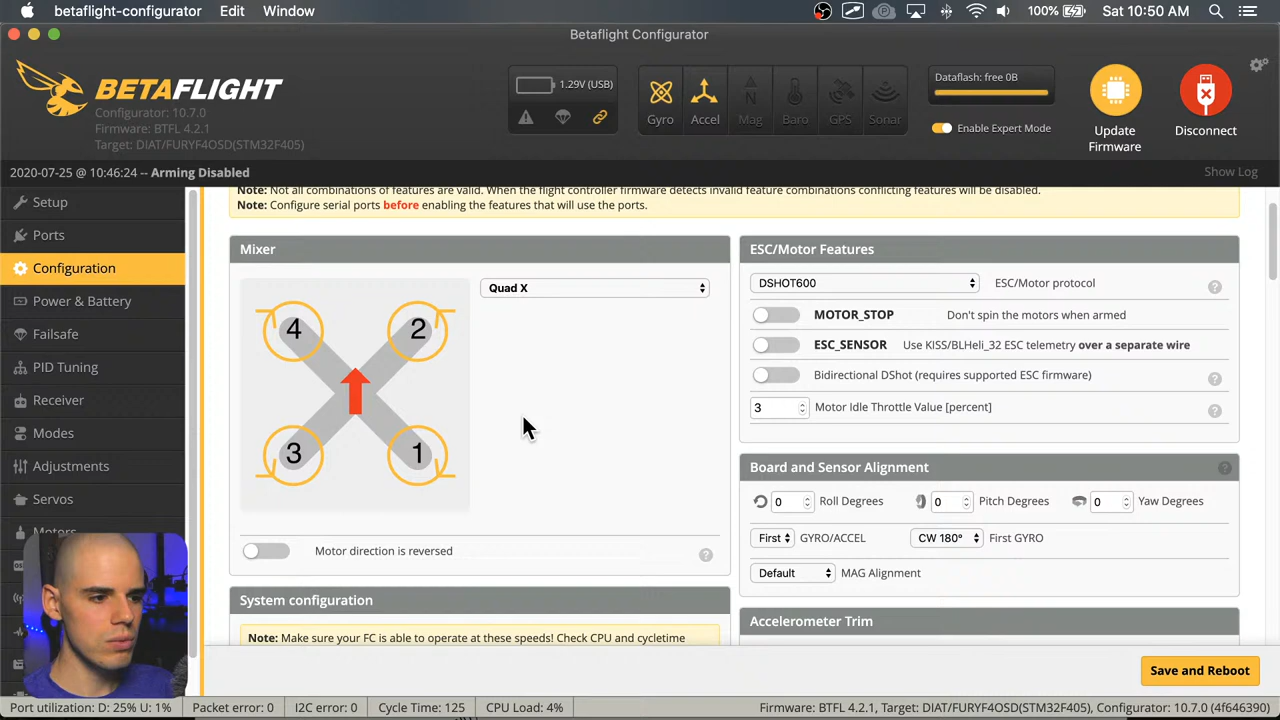 betaflight-configurator Edit Window 100% Sat 10:50 AM
Betaflight Configurator
BETAFLIGHT
Configurator: 10.7.0
Firmware: BTFL 4.2.1
Target: DIAT/FURYF4OSD(STM32F405)
1.29V (USB)
Gyro Accel Mag Baro GPS Sonar
Dataflash: free 0B
Enable Expert Mode
Update Firmware
Disconnect
2020-07-25 @ 10:46:24 -- Arming Disabled
Show Log
Setup
Ports
Configuration
Power & Battery
Failsafe
PID Tuning
Receiver
Modes
Adjustments
Servos
Motors
Note: Not all combinations of features are valid. When the flight controller firmware detects invalid feature combinations conflicting features will be disabled.
Note: Configure serial ports before enabling the features that will use the ports.
Mixer
Quad X
4 2
3 1
Motor direction is reversed ?
System configuration
Note: Make sure your FC is able to operate at these speeds! Check CPU and cycletime
ESC/Motor Features
DSHOT600 ESC/Motor protocol ?
MOTOR_STOP Don't spin the motors when armed
ESC_SENSOR Use KISS/BLHeli_32 ESC telemetry over a separate wire
Bidirectional DShot (requires supported ESC firmware) ?
3 Motor Idle Throttle Value [percent] ?
Board and Sensor Alignment ?
0 Roll Degrees 0 Pitch Degrees 0 Yaw Degrees
First GYRO/ACCEL CW 180° First GYRO
Default MAG Alignment
Accelerometer Trim
Save and Reboot
Port utilization: D: 25% U: 1% Packet error: 0 I2C error: 0 Cycle Time: 125 CPU Load: 4% Firmware: BTFL 4.2.1, Target: DIAT/FURYF4OSD(STM32F405), Configurator: 10.7.0 (4f646390)